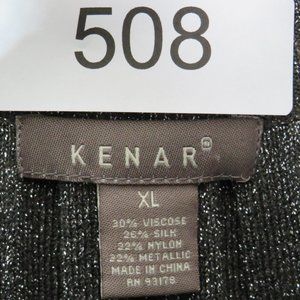 508
KENAR
XL
30% VISCOSE
26% SILK
22% NYLON
22% METALLIC
MADE IN CHINA
RN 93178